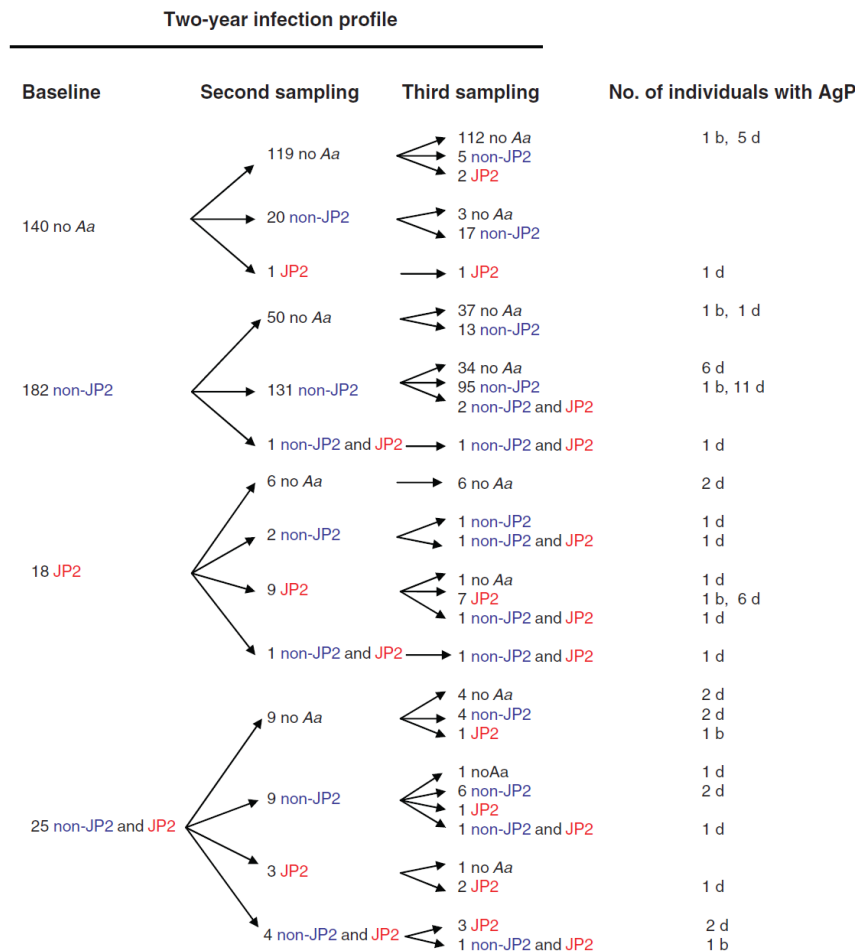 Two-year infection profile
Baseline Second sampling Third sampling No. of individuals with AgP
112 no Aa 1 b, 5 d
119 no Aa 5 non-JP2
2 JP2
140 no Aa 20 non-JP2 3 no Aa
17 non-JP2
1 JP2 1 JP2 1 d
50 no Aa 37 no Aa 1 b, 1 d
13 non-JP2
34 no Aa 6 d
182 non-JP2 131 non-JP2 95 non-JP2 1 b, 11 d
2 non-JP2 and JP2
1 non-JP2 and JP2 1 non-JP2 and JP2 1 d
6 no Aa 6 no Aa 2 d
2 non-JP2 1 non-JP2 1 d
1 non-JP2 and JP2 1 d
18 JP2 9 JP2 1 no Aa 1 d
7 JP2 1 b, 6 d
1 non-JP2 and JP2 1 d
1 non-JP2 and JP2 1 non-JP2 and JP2 1 d
4 no Aa 2 d
9 no Aa 4 non-JP2 2 d
1 JP2 1 b
1 noAa 1 d
9 non-JP2 6 non-JP2 2 d
1 JP2
25 non-JP2 and JP2 1 non-JP2 and JP2 1 d
3 JP2 1 no Aa
2 JP2 1 d
4 non-JP2 and JP2 3 JP2 2 d
1 non-JP2 and JP2 1 b